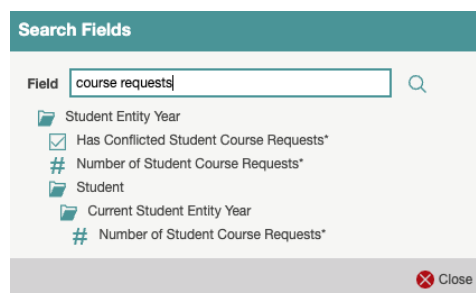 Search Fields
Field course requests
Student Entity Year
Has Conflicted Student Course Requests*
# Number of Student Course Requests*
Student
Current Student Entity Year
# Number of Student Course Requests*
Close